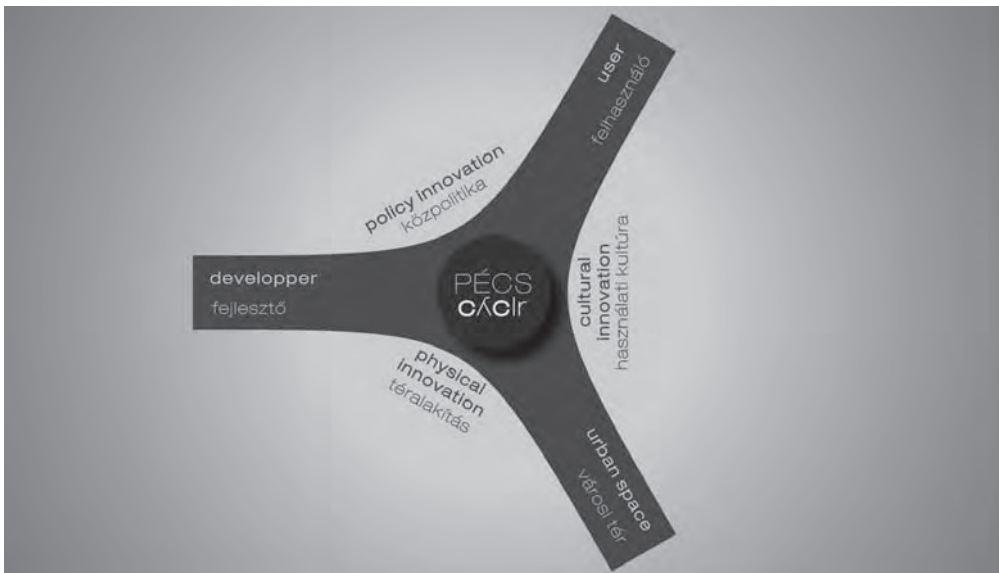 user
felhasználó
policy innovation
közpolitika
developper
fejlesztő
PÉCS
cultural
innovation
használati kultúra
physical
innovation
téralakítás
urban space
városi tér